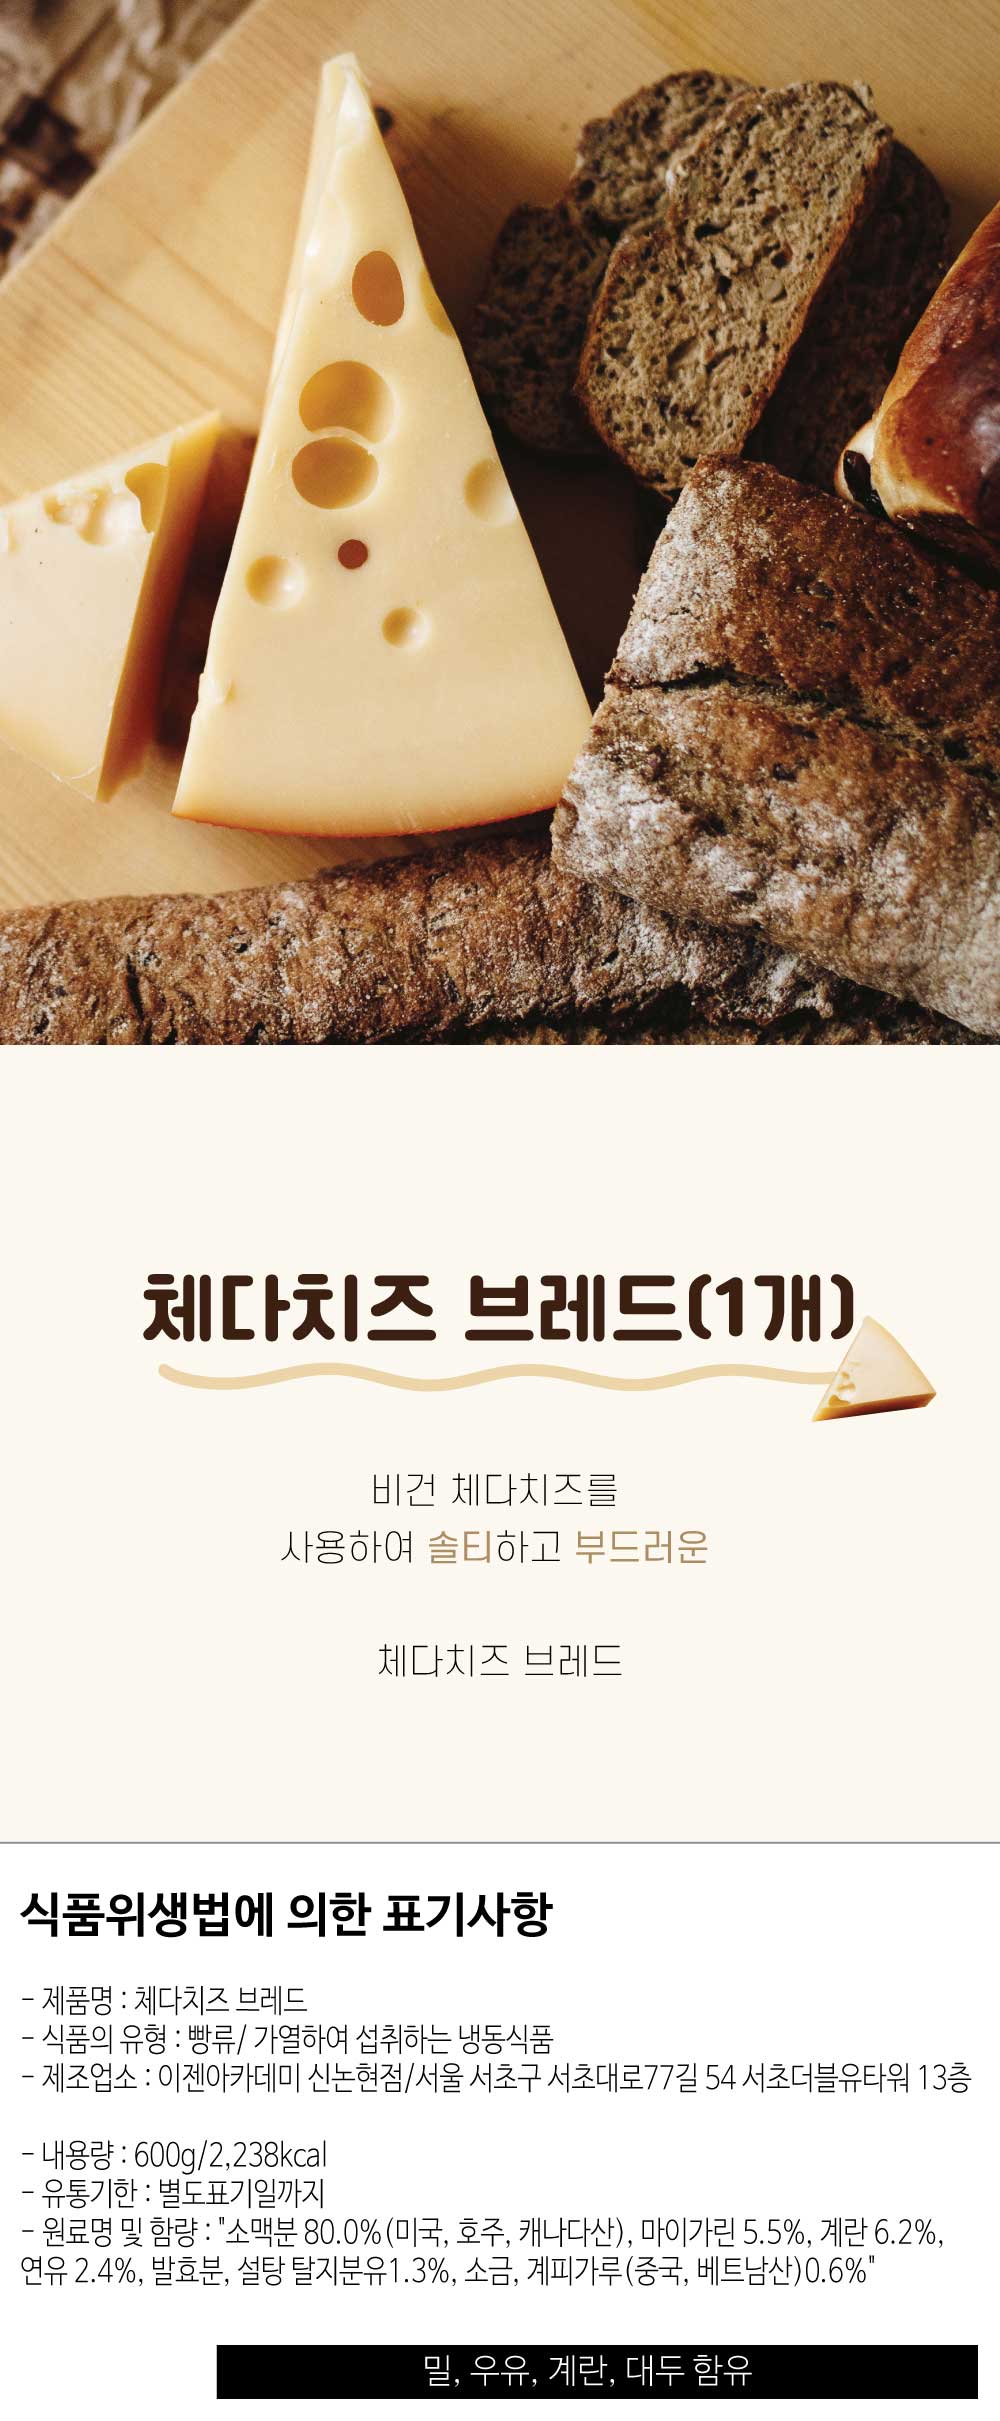 체다치즈 브레드(1개)
비건 체다치즈를
사용하여 솔티하고 부드러운
체다치즈 브레드
식품위생법에 의한 표기사항
- 제품명 : 체다치즈 브레드
- 식품의 유형 : 빵류/ 가열하여 섭취하는 냉동식품
- 제조업소 : 이젠아카데미 신논현점/서울 서초구 서초대로77길 54 서초더블유타워 13층
- 내용량 : 600g/2,238kcal
- 유통기한 : 별도표기일까지
- 원료명 및 함량 : "소맥분 80.0%(미국, 호주, 캐나다산), 마이가린 5.5%, 계란 6.2%,
연유 2.4%, 발효분, 설탕 탈지분유1.3%, 소금, 계피가루(중국, 베트남산)0.6%"
밀, 우유, 계란, 대두 함유